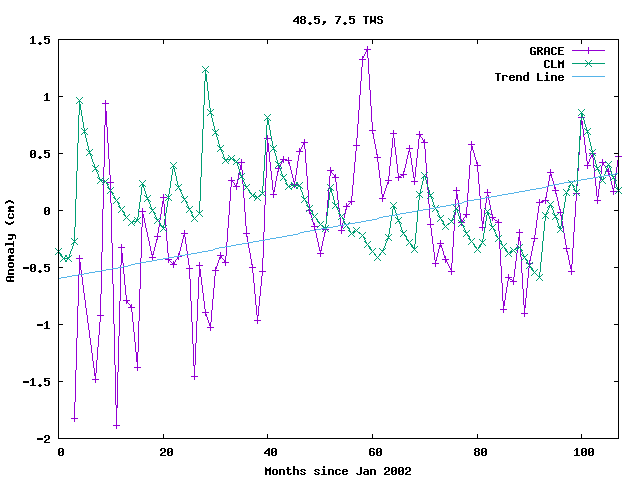 48.5, 7.5 TWS
GRACE
CLM
Trend Line
1.5
1
0.5
0
-0.5
-1
-1.5
-2
Anomaly (cm)
0 20 40 60 80 100
Months since Jan 2002